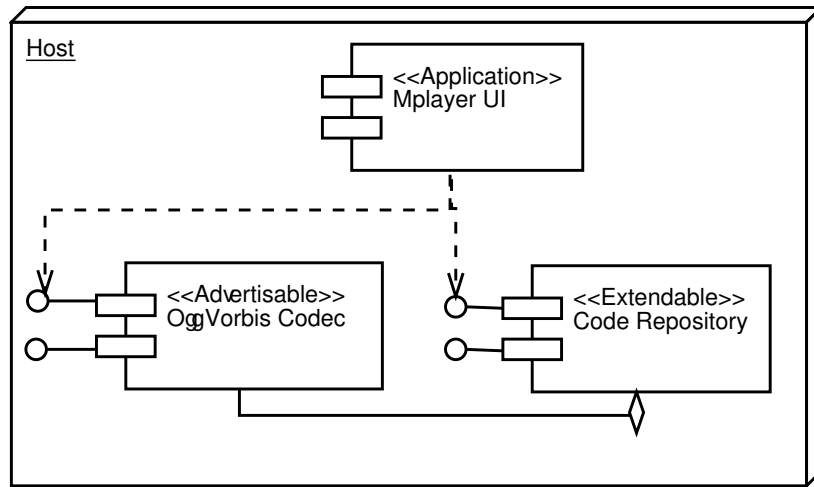 Host
<<Application>>
Mplayer UI
<<Advertisable>>
OggVorbis Codec
<<Extendable>>
Code Repository